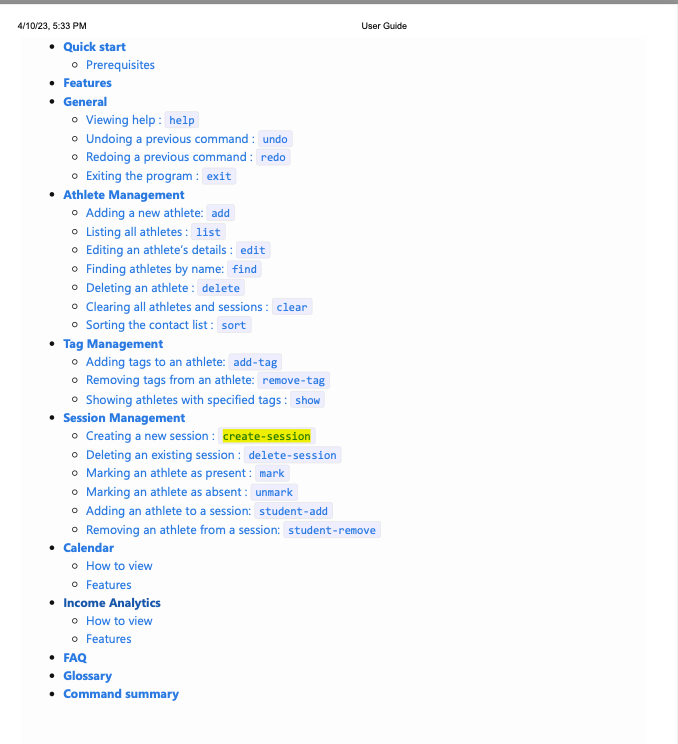 4/10/23, 5:33 PM User Guide
Quick start
Prerequisites
Features
General
Viewing help : help
Undoing a previous command : undo
Redoing a previous command : redo
Exiting the program : exit
Athlete Management
Adding a new athlete: add
Listing all athletes : list
Editing an athlete's details : edit
Finding athletes by name: find
Deleting an athlete : delete
Clearing all athletes and sessions : clear
Sorting the contact list : sort
Tag Management
Adding tags to an athlete: add-tag
Removing tags from an athlete: remove-tag
Showing athletes with specified tags : show
Session Management
Creating a new session : create-session
Deleting an existing session : delete-session
Marking an athlete as present : mark
Marking an athlete as absent : unmark
Adding an athlete to a session: student-add
Removing an athlete from a session: student-remove
Calendar
How to view
Features
Income Analytics
How to view
Features
FAQ
Glossary
Command summary